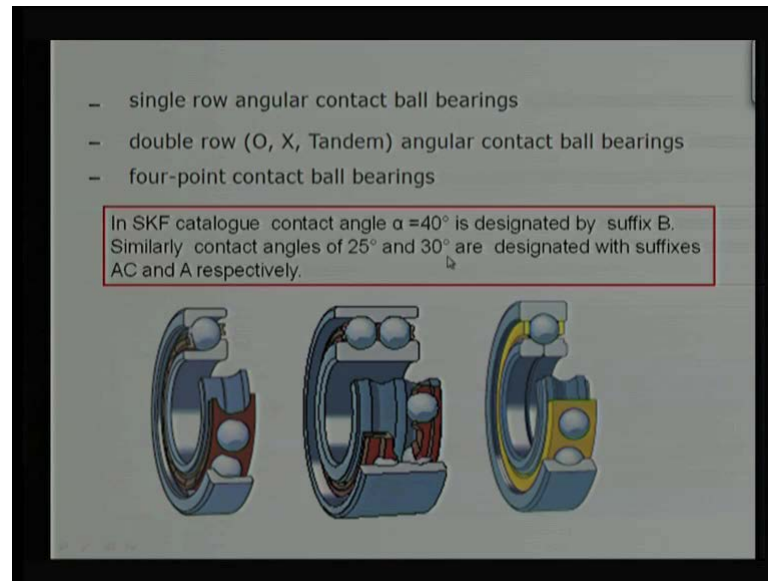 – single row angular contact ball bearings
– double row (O, X, Tandem) angular contact ball bearings
– four-point contact ball bearings
In SKF catalogue contact angle α =40° is designated by suffix B.
Similarly contact angles of 25° and 30° are designated with suffixes
AC and A respectively.